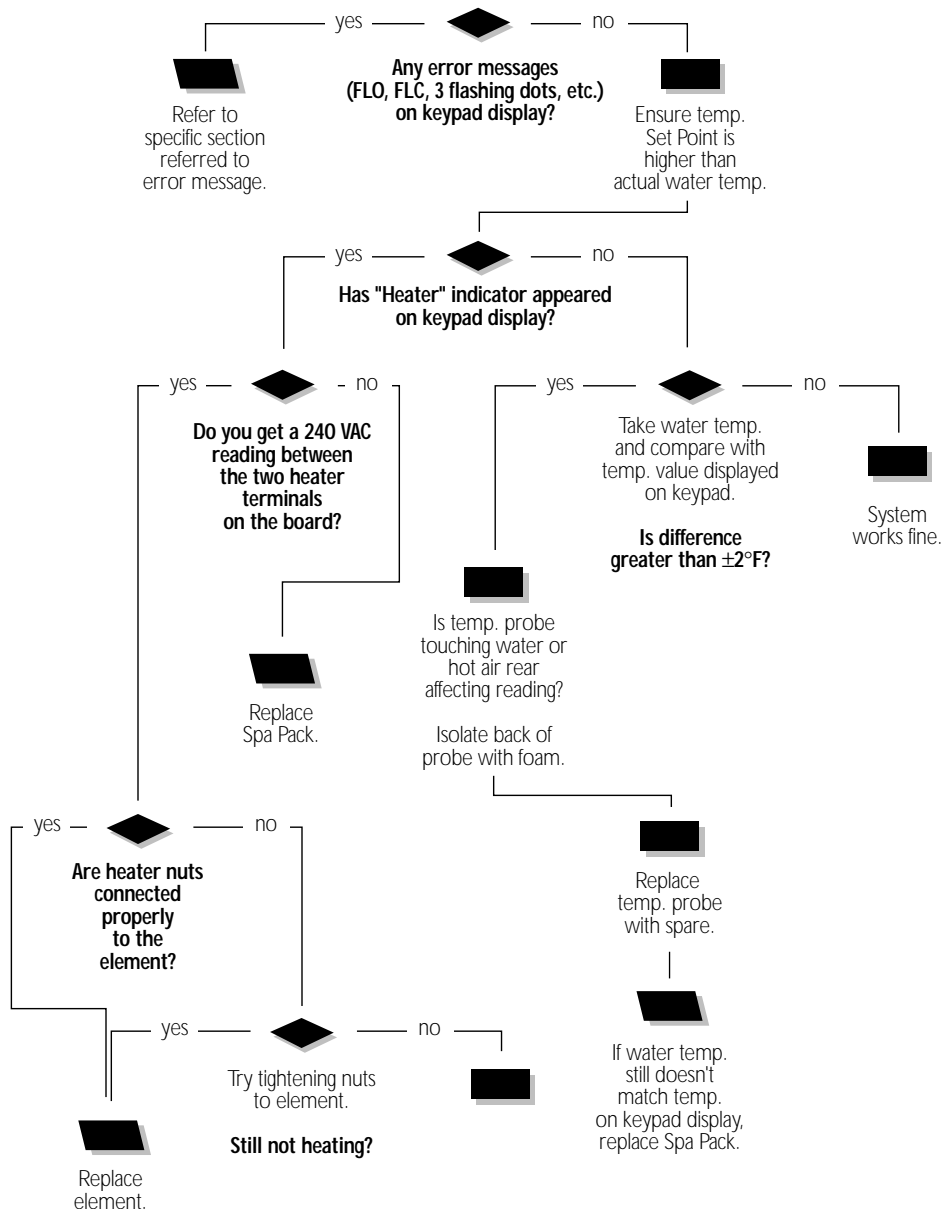 yes
no
Any error messages
(FLO, FLC, 3 flashing dots, etc.)
on keypad display?
Refer to
specific section
referred to
error message.
Ensure temp.
Set Point is
higher than
actual water temp.
yes
no
Has "Heater" indicator appeared
on keypad display?
yes
no
Do you get a 240 VAC
reading between
the two heater
terminals
on the board?
yes
no
Take water temp.
and compare with
temp. value displayed
on keypad.
Is difference
greater than ±2°F?
System
works fine.
Replace
Spa Pack.
Is temp. probe
touching water or
hot air rear
affecting reading?
Isolate back of
probe with foam.
yes
no
Are heater nuts
connected
properly
to the
element?
Replace
temp. probe
with spare.
yes
no
Try tightening nuts
to element.
Still not heating?
If water temp.
still doesn't
match temp.
on keypad display,
replace Spa Pack.
Replace
element.